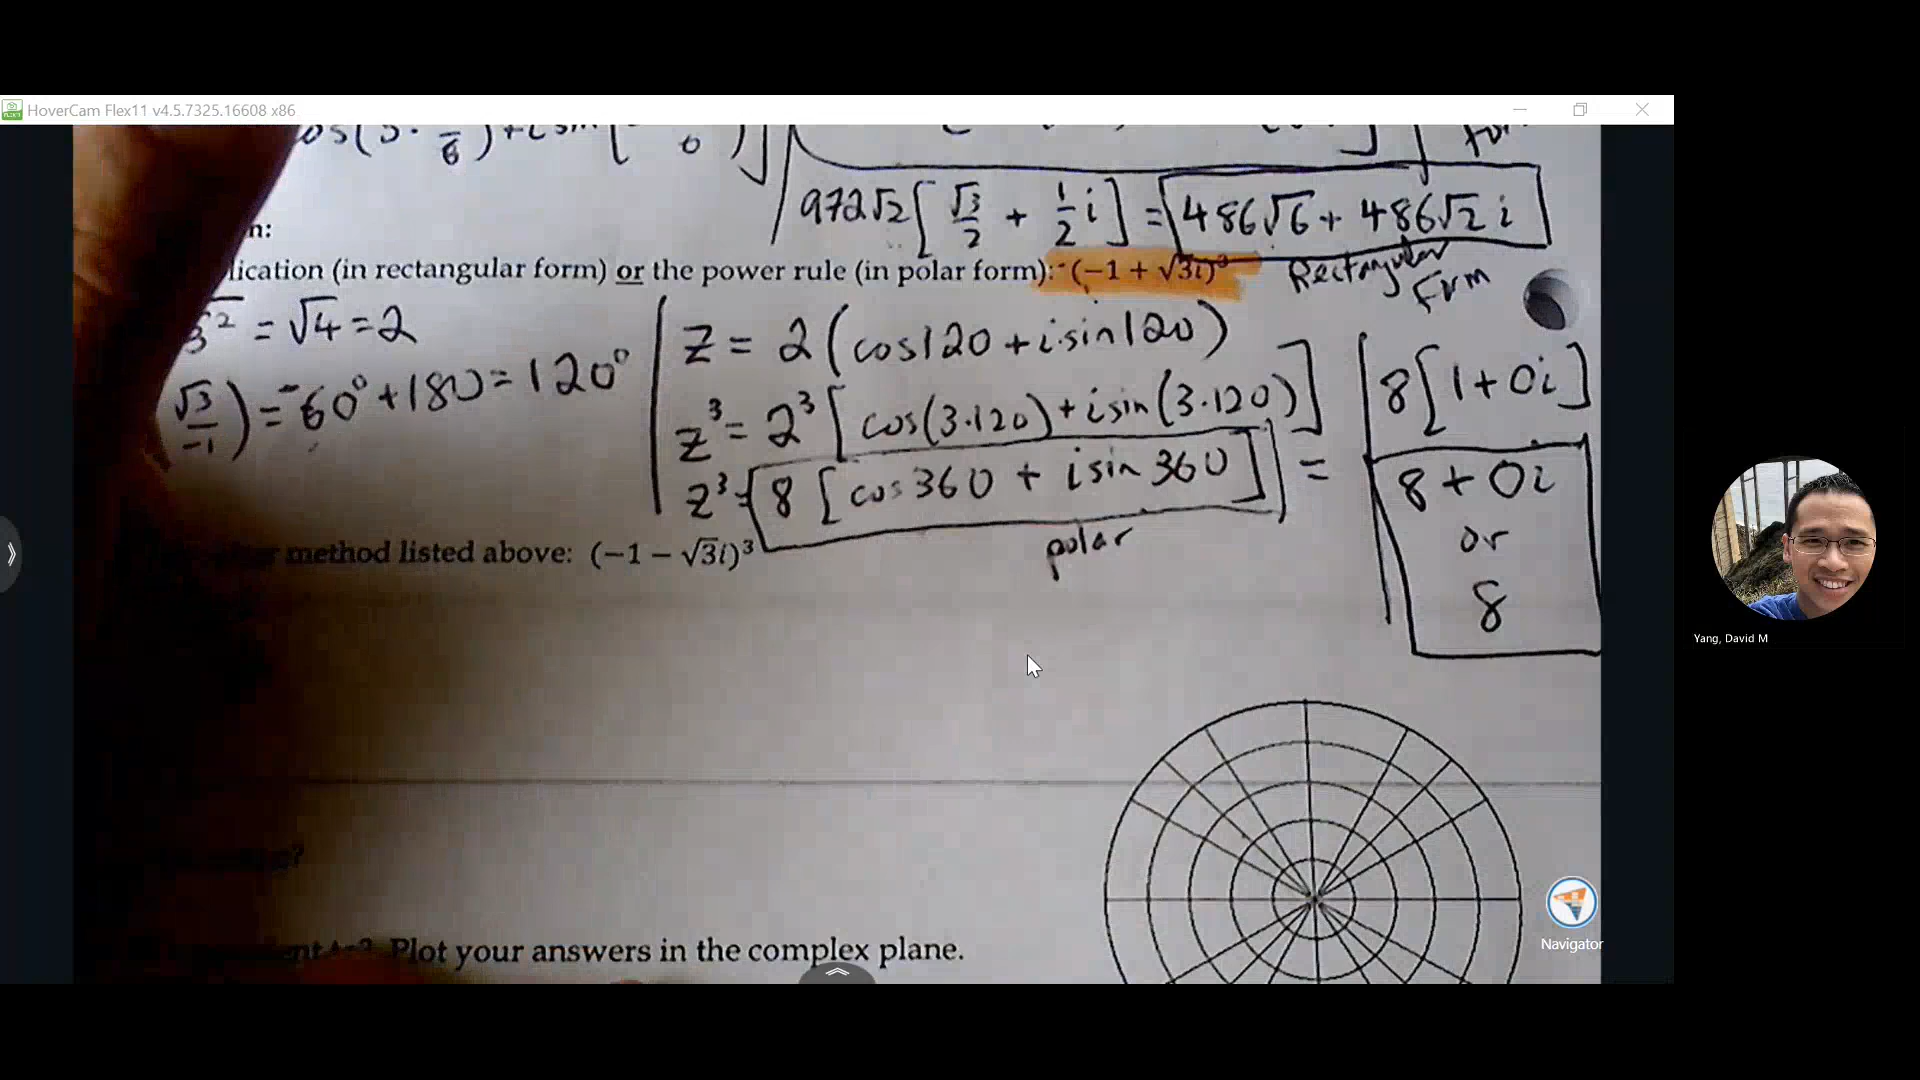 HoverCam Flex11 v4.5.7325.16608 x86
972√2 [ √3/2 + 1/2 i ] = 486√6 + 486√2 i
n:
lication (in rectangular form) or the power rule (in polar form): (−1 + √3i)³
Rectangular
Form
= √4 = 2
z = 2 (cos120 + i·sin120)
√3/-1 ) = -60° + 180 = 120°
z³ = 2³ [ cos(3·120) + i sin(3·120) ]
8 [1 + 0i]
z³ = 8 [ cos 360 + i sin 360 ] =
8 + 0i
or
8
polar
method listed above: (−1 − √3i)³
Yang, David M
Plot your answers in the complex plane.
Navigator